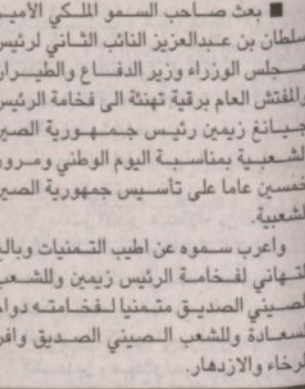 ■ بعث صاحب السمو الملكي الأمير
سلطان بن عبدالعزيز النائب الثاني لرئيس
مجلس الوزراء وزير الدفاع والطيران
والمفتش العام برقية تهنئة الى فخامة الرئيس
جيانغ زيمين رئيس جمهورية الصين
الشعبية بمناسبة اليوم الوطني ومرور
خمسين عاما على تأسيس جمهورية الصين
الشعبية.
واعرب سموه عن اطيب التمنيات وبالغ
التهاني لفخامة الرئيس زيمين وللشعب
الصيني الصديق متمنيا لفخامته دوام
السعادة وللشعب الصيني الصديق وافر
الرخاء والازدهار.